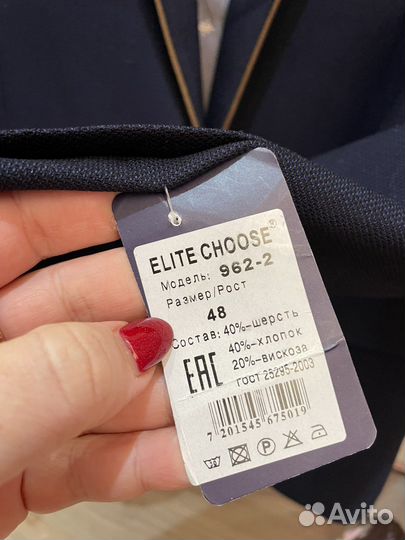 ELITE CHOOSE®
Модель: 962-2
Размер/Рост
48
Состав: 40%-шерсть
40%-хлопок
20%-вискоза
ЕАС ГОСТ 25295-2003
7 201545 675019
P
Avito